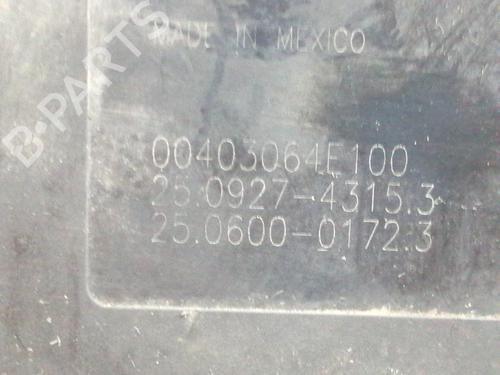 B-PARTS
MADE IN MEXICO
00403064E100
25.0927-4315.3
25.0600-0172.3